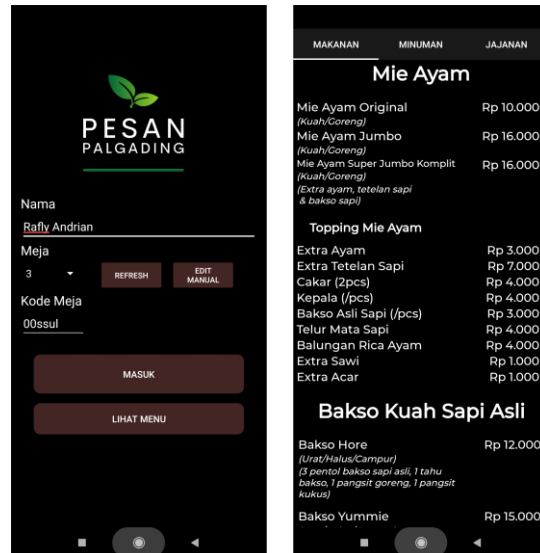 PESAN
PALGADING
Nama
Rafly Andrian
Meja
3
REFRESH
EDIT
MANUAL
Kode Meja
00ssul
MASUK
LIHAT MENU
MAKANAN MINUMAN JAJANAN
Mie Ayam
Mie Ayam Original Rp 10.000
(Kuah/Goreng)
Mie Ayam Jumbo Rp 16.000
(Kuah/Goreng)
Mie Ayam Super Jumbo Komplit Rp 16.000
(Kuah/Goreng)
(Extra ayam, tetelan sapi
& bakso sapi)
Topping Mie Ayam
Extra Ayam Rp 3.000
Extra Tetelan Sapi Rp 7.000
Cakar (2pcs) Rp 4.000
Kepala (/pcs) Rp 4.000
Bakso Asli Sapi (/pcs) Rp 3.000
Telur Mata Sapi Rp 4.000
Balungan Rica Ayam Rp 4.000
Extra Sawi Rp 1.000
Extra Acar Rp 1.000
Bakso Kuah Sapi Asli
Bakso Hore Rp 12.000
(Urat/Halus/Campur)
(3 pentol bakso sapi asli, 1 tahu
bakso, 1 pangsit goreng, 1 pangsit
kukus)
Bakso Yummie Rp 15.000